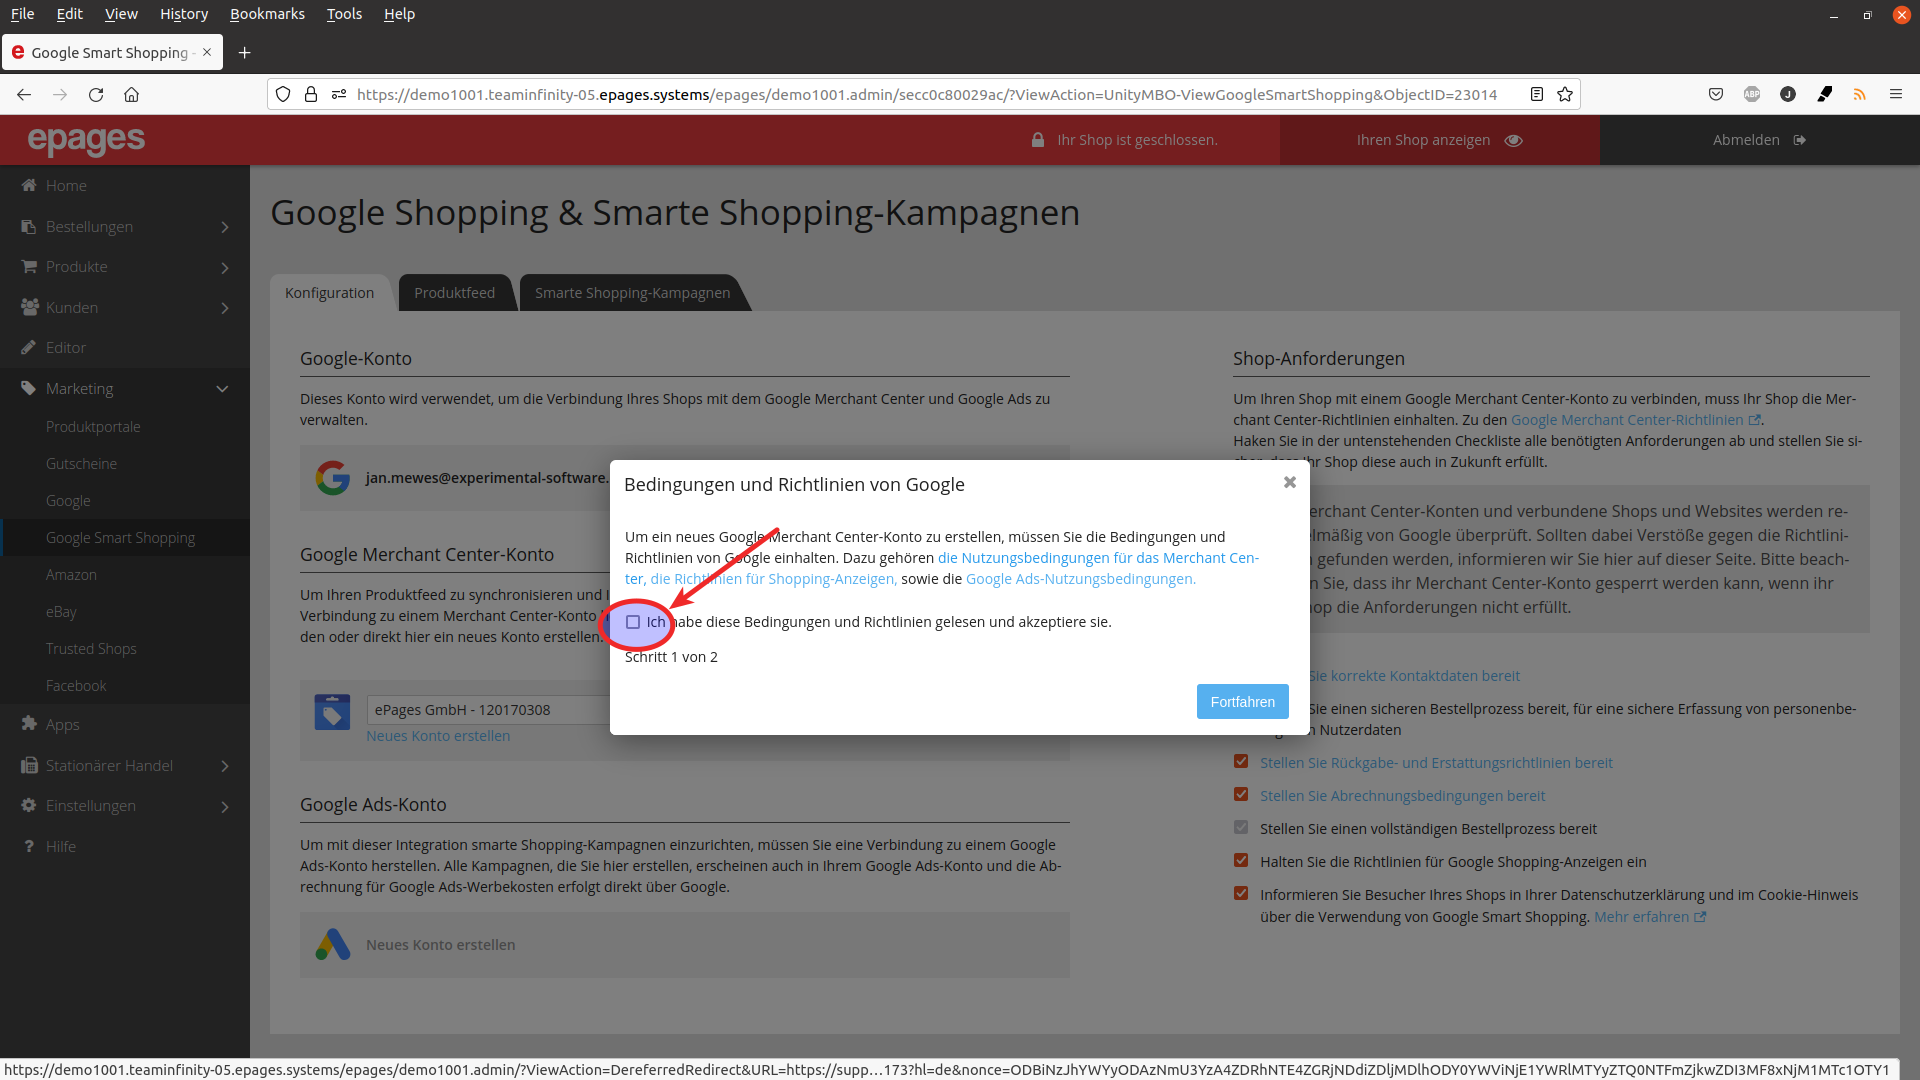 File Edit View History Bookmarks Tools Help
Google Smart Shopping -
https://demo1001.teaminfinity-05.epages.systems/epages/demo1001.admin/secc0c80029ac/?ViewAction=UnityMBO-ViewGoogleSmartShopping&ObjectID=23014
ABP
J
epages
Ihr Shop ist geschlossen.
Ihren Shop anzeigen
Abmelden
Home
Bestellungen
Produkte
Kunden
Editor
Marketing
Produktportale
Gutscheine
Google
Google Smart Shopping
Amazon
eBay
Trusted Shops
Facebook
Apps
Stationärer Handel
Einstellungen
Hilfe
Google Shopping & Smarte Shopping-Kampagnen
Konfiguration
Produktfeed
Smarte Shopping-Kampagnen
Google-Konto
Dieses Konto wird verwendet, um die Verbindung Ihres Shops mit dem Google Merchant Center und Google Ads zu
verwalten.
jan.mewes@experimental-software.
Google Merchant Center-Konto
Um Ihren Produktfeed zu synchronisieren und
Verbindung zu einem Merchant Center-Konto
den oder direkt hier ein neues Konto erstellen.
ePages GmbH - 120170308
Neues Konto erstellen
Google Ads-Konto
Um mit dieser Integration smarte Shopping-Kampagnen einzurichten, müssen Sie eine Verbindung zu einem Google
Ads-Konto herstellen. Alle Kampagnen, die Sie hier erstellen, erscheinen auch in Ihrem Google Ads-Konto und die Ab-
rechnung für Google Ads-Werbekosten erfolgt direkt über Google.
Neues Konto erstellen
Bedingungen und Richtlinien von Google
Um ein neues Google Merchant Center-Konto zu erstellen, müssen Sie die Bedingungen und
Richtlinien von Google einhalten. Dazu gehören die Nutzungsbedingungen für das Merchant Cen-
ter, die Richtlinien für Shopping-Anzeigen, sowie die Google Ads-Nutzungsbedingungen.
Ich habe diese Bedingungen und Richtlinien gelesen und akzeptiere sie.
Schritt 1 von 2
Fortfahren
Shop-Anforderungen
Um Ihren Shop mit einem Google Merchant Center-Konto zu verbinden, muss Ihr Shop die Mer-
chant Center-Richtlinien einhalten. Zu den Google Merchant Center-Richtlinien.
Haken Sie in der untenstehenden Checkliste alle benötigten Anforderungen ab und stellen Sie si-
dass Ihr Shop diese auch in Zukunft erfüllt.
erchant Center-Konten und verbundene Shops und Websites werden re-
elmäßig von Google überprüft. Sollten dabei Verstöße gegen die Richtlini-
gefunden werden, informieren wir Sie hier auf dieser Seite. Bitte beach-
n Sie, dass ihr Merchant Center-Konto gesperrt werden kann, wenn ihr
op die Anforderungen nicht erfüllt.
Sie korrekte Kontaktdaten bereit
Sie einen sicheren Bestellprozess bereit, für eine sichere Erfassung von personenbe-
n Nutzerdaten
Stellen Sie Rückgabe- und Erstattungsrichtlinien bereit
Stellen Sie Abrechnungsbedingungen bereit
Stellen Sie einen vollständigen Bestellprozess bereit
Halten Sie die Richtlinien für Google Shopping-Anzeigen ein
Informieren Sie Besucher Ihres Shops in Ihrer Datenschutzerklärung und im Cookie-Hinweis
über die Verwendung von Google Smart Shopping. Mehr erfahren
https://demo1001.teaminfinity-05.epages.systems/epages/demo1001.admin/?ViewAction=DereferredRedirect&URL=https://supp…173?hl=de&nonce=ODBiNzJhYWYyODAzNmU3YzA4ZDRhNTE4ZGRjNDdiZDljMDlhODY0YWViNjE1YWRlMTYyZTQ0NTFmZjkwZDI3MF8xNjM1MTc1OTY1